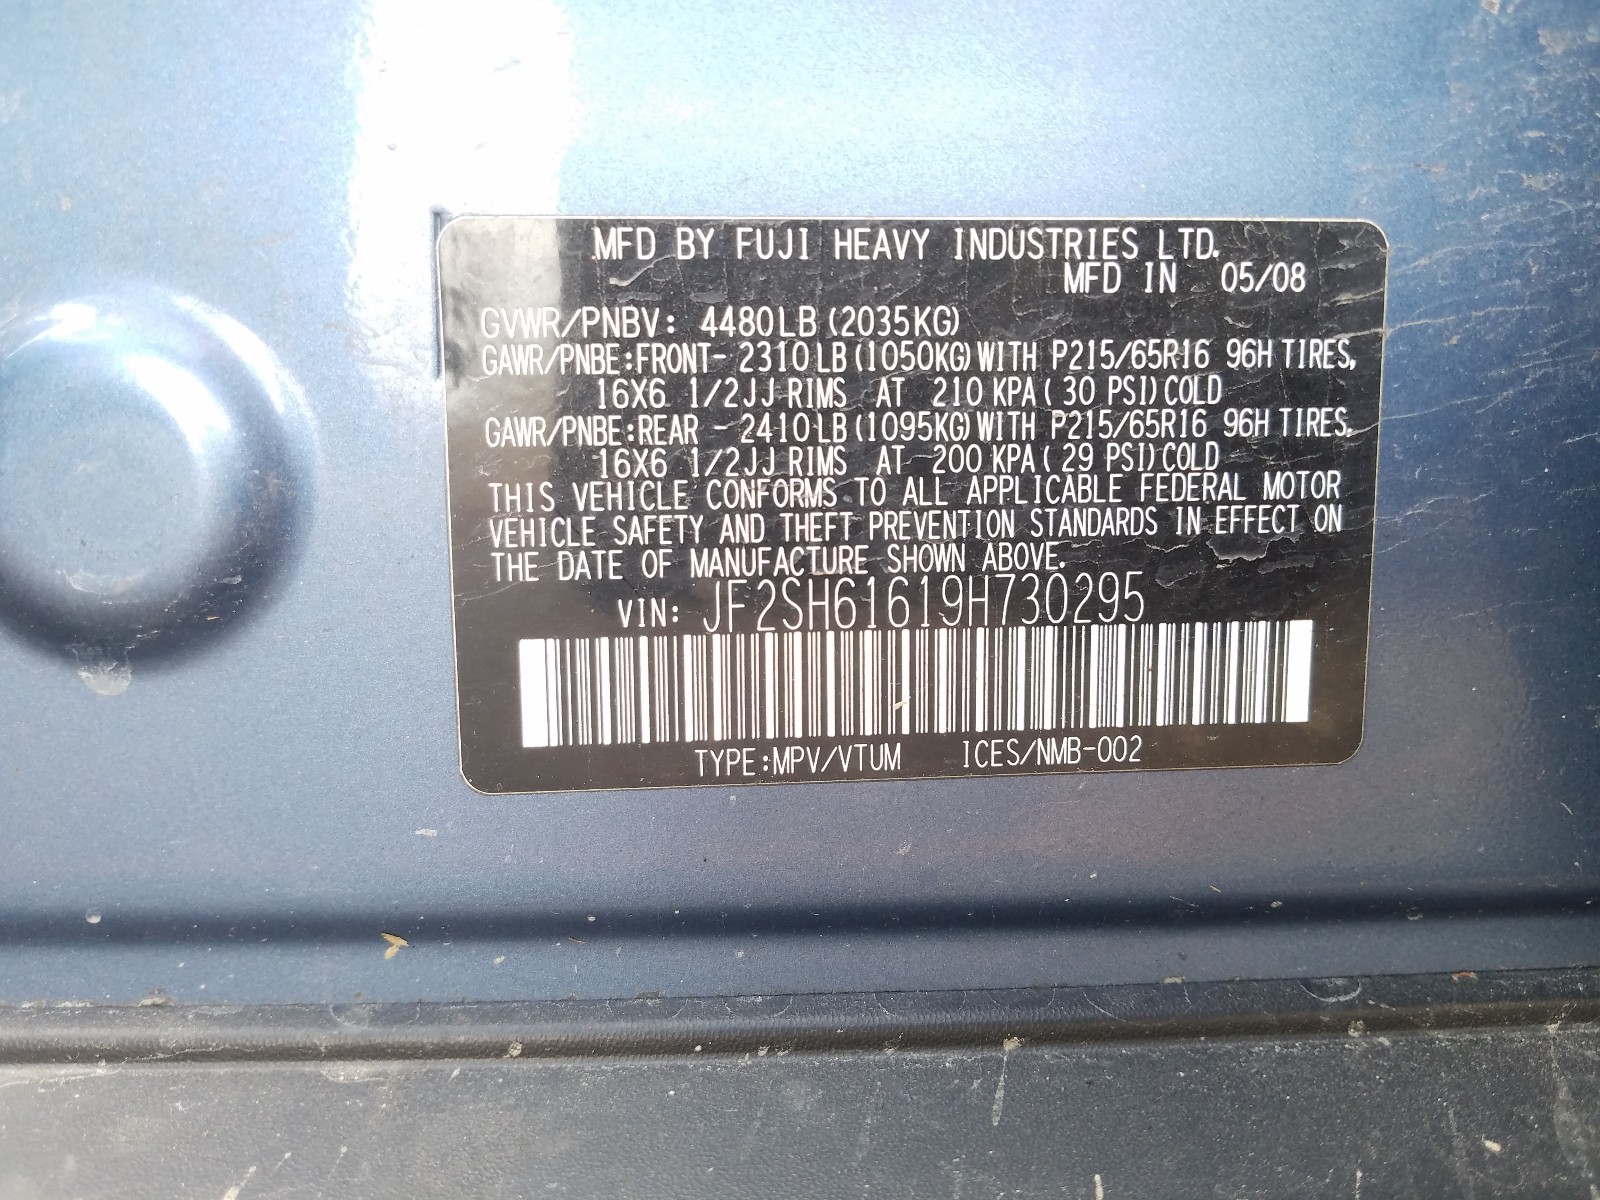 MFD BY FUJI HEAVY INDUSTRIES LTD.
MFD IN 05/08
GVWR/PNBV: 4480LB(2035KG)
GAWR/PNBE:FRONT- 2310LB(1050KG)WITH P215/65R16 96H TIRES,
16X6 1/2JJ RIMS AT 210 KPA( 30 PSI)COLD
GAWR/PNBE:REAR - 2410LB(1095KG)WITH P215/65R16 96H TIRES,
16X6 1/2JJ RIMS AT 200 KPA( 29 PSI)COLD
THIS VEHICLE CONFORMS TO ALL APPLICABLE FEDERAL MOTOR
VEHICLE SAFETY AND THEFT PREVENTION STANDARDS IN EFFECT ON
THE DATE OF MANUFACTURE SHOWN ABOVE.
VIN: JF2SH61619H730295
TYPE:MPV/VTUM ICES/NMB-002